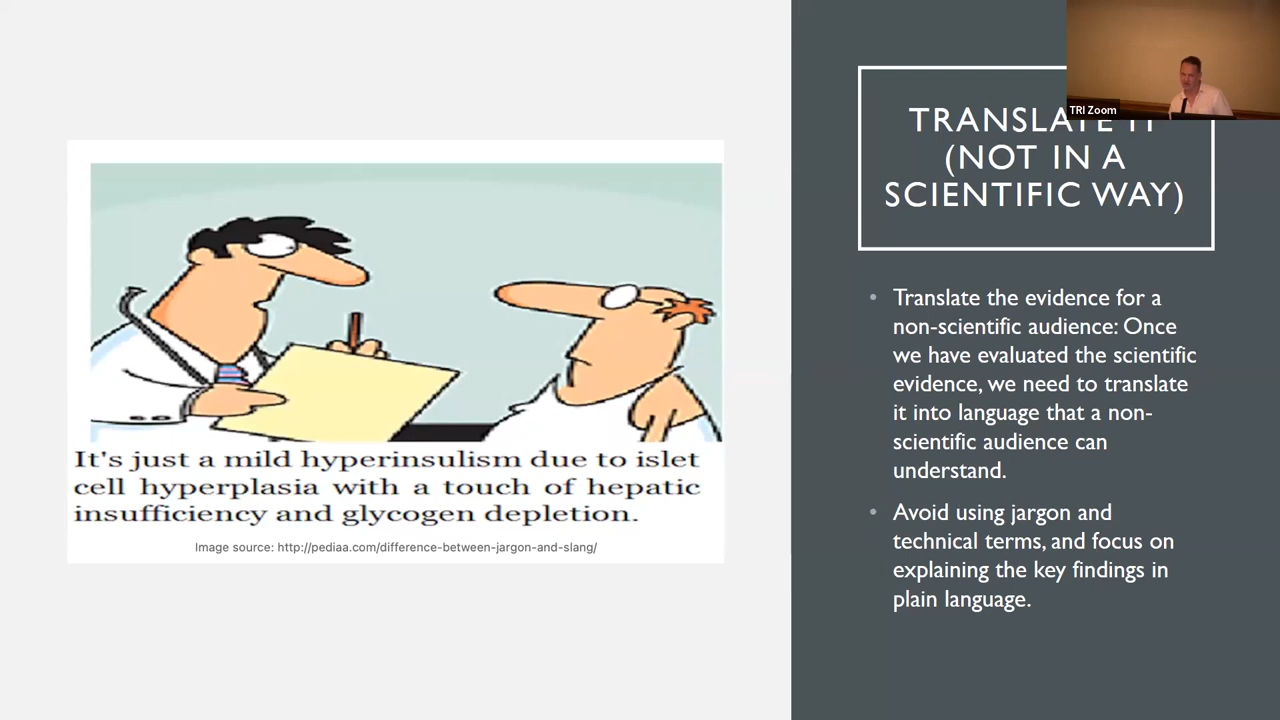 It's just a mild hyperinsulism due to islet
cell hyperplasia with a touch of hepatic
insufficiency and glycogen depletion.
Image source: http://pediaa.com/difference-between-jargon-and-slang/
TRI Zoom
TRANSLATE IT
(NOT IN A
SCIENTIFIC WAY)
• Translate the evidence for a
non-scientific audience: Once
we have evaluated the scientific
evidence, we need to translate
it into language that a non-
scientific audience can
understand.
• Avoid using jargon and
technical terms, and focus on
explaining the key findings in
plain language.